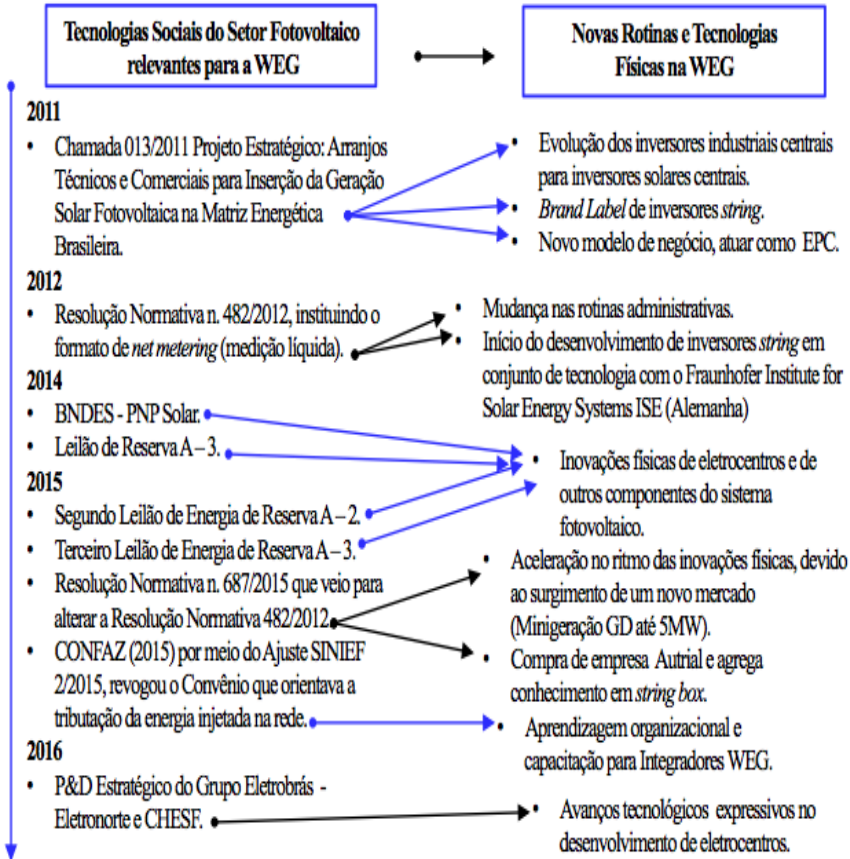 Tecnologias Sociais do Setor Fotovoltaico
relevantes para a WEG
Novas Rotinas e Tecnologias
Físicas na WEG
2011
• Chamada 013/2011 Projeto Estratégico: Arranjos
Técnicos e Comerciais para Inserção da Geração
Solar Fotovoltaica na Matriz Energética
Brasileira.
• Evolução dos inversores industriais centrais
para inversores solares centrais.
• Brand Label de inversores string.
• Novo modelo de negócio, atuar como EPC.
2012
• Resolução Normativa n. 482/2012, instituindo o
formato de net metering (medição líquida).
• Mudança nas rotinas administrativas.
• Início do desenvolvimento de inversores string em
conjunto de tecnologia com o Fraunhofer Institute for
Solar Energy Systems ISE (Alemanha)
2014
• BNDES - PNP Solar.
• Leilão de Reserva A – 3.
2015
• Segundo Leilão de Energia de Reserva A – 2.
• Terceiro Leilão de Energia de Reserva A – 3.
• Inovações físicas de eletrocentros e de
outros componentes do sistema
fotovoltaico.
• Resolução Normativa n. 687/2015 que veio para
alterar a Resolução Normativa 482/2012.
• Aceleração no ritmo das inovações físicas, devido
ao surgimento de um novo mercado
(Minigeração GD até 5MW).
• Compra de empresa Autrial e agrega
conhecimento em string box.
• CONFAZ (2015) por meio do Ajuste SINIEF
2/2015, revogou o Convênio que orientava a
tributação da energia injetada na rede.
• Aprendizagem organizacional e
capacitação para Integradores WEG.
2016
• P&D Estratégico do Grupo Eletrobrás -
Eletronorte e CHESF.
• Avanços tecnológicos expressivos no
desenvolvimento de eletrocentros.